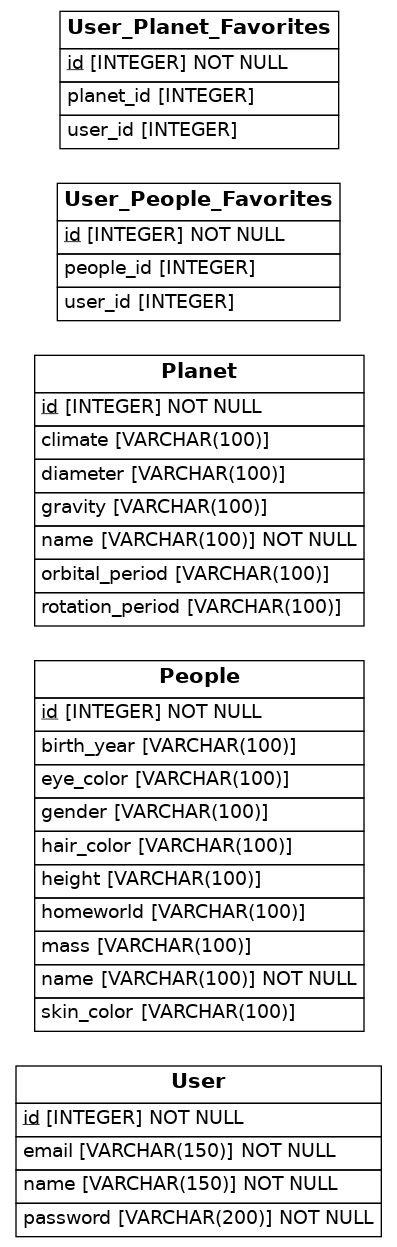 User_Planet_Favorites
id [INTEGER] NOT NULL
planet_id [INTEGER]
user_id [INTEGER]
User_People_Favorites
id [INTEGER] NOT NULL
people_id [INTEGER]
user_id [INTEGER]
Planet
id [INTEGER] NOT NULL
climate [VARCHAR(100)]
diameter [VARCHAR(100)]
gravity [VARCHAR(100)]
name [VARCHAR(100)] NOT NULL
orbital_period [VARCHAR(100)]
rotation_period [VARCHAR(100)]
People
id [INTEGER] NOT NULL
birth_year [VARCHAR(100)]
eye_color [VARCHAR(100)]
gender [VARCHAR(100)]
hair_color [VARCHAR(100)]
height [VARCHAR(100)]
homeworld [VARCHAR(100)]
mass [VARCHAR(100)]
name [VARCHAR(100)] NOT NULL
skin_color [VARCHAR(100)]
User
id [INTEGER] NOT NULL
email [VARCHAR(150)] NOT NULL
name [VARCHAR(150)] NOT NULL
password [VARCHAR(200)] NOT NULL